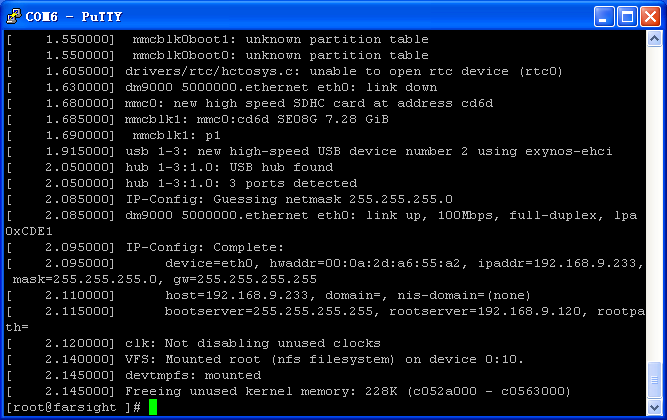 COM6 - PuTTY
[    1.550000]  mmcblk0boot1: unknown partition table
[    1.550000]  mmcblk0boot0: unknown partition table
[    1.605000] drivers/rtc/hctosys.c: unable to open rtc device (rtc0)
[    1.630000] dm9000 5000000.ethernet eth0: link down
[    1.680000] mmc0: new high speed SDHC card at address cd6d
[    1.685000] mmcblk1: mmc0:cd6d SE08G 7.28 GiB
[    1.690000]  mmcblk1: p1
[    1.915000] usb 1-3: new high-speed USB device number 2 using exynos-ehci
[    2.050000] hub 1-3:1.0: USB hub found
[    2.050000] hub 1-3:1.0: 3 ports detected
[    2.085000] IP-Config: Guessing netmask 255.255.255.0
[    2.085000] dm9000 5000000.ethernet eth0: link up, 100Mbps, full-duplex, lpa
0xCDE1
[    2.095000] IP-Config: Complete:
[    2.095000]      device=eth0, hwaddr=00:0a:2d:a6:55:a2, ipaddr=192.168.9.233,
 mask=255.255.255.0, gw=255.255.255.255
[    2.110000]      host=192.168.9.233, domain=, nis-domain=(none)
[    2.115000]      bootserver=255.255.255.255, rootserver=192.168.9.120, rootpa
th=
[    2.120000] clk: Not disabling unused clocks
[    2.140000] VFS: Mounted root (nfs filesystem) on device 0:10.
[    2.145000] devtmpfs: mounted
[    2.145000] Freeing unused kernel memory: 228K (c052a000 - c0563000)
[root@farsight ]#